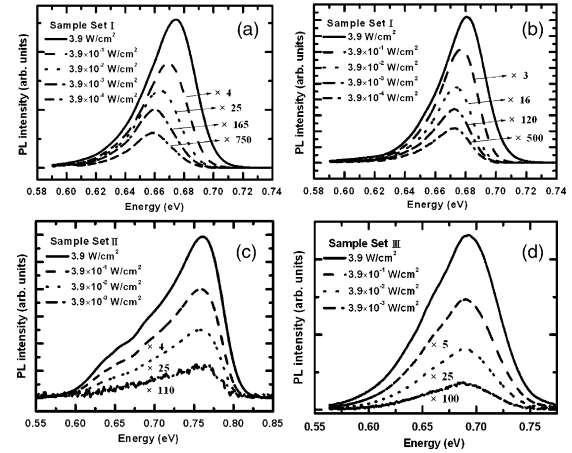 Sample Set I
(a)
3.9 W/cm²
3.9×10⁻¹ W/cm²
3.9×10⁻² W/cm²
3.9×10⁻³ W/cm²
3.9×10⁻⁴ W/cm²
× 4
× 25
× 165
× 750
PL intensity (arb. units)
0.58 0.60 0.62 0.64 0.66 0.68 0.70 0.72 0.74
Energy (eV)
Sample Set I
(b)
3.9 W/cm²
3.9×10⁻¹ W/cm²
3.9×10⁻² W/cm²
3.9×10⁻³ W/cm²
3.9×10⁻⁴ W/cm²
× 3
× 16
× 120
× 500
PL intensity (arb. units)
0.58 0.60 0.62 0.64 0.66 0.68 0.70 0.72 0.74
Energy (eV)
Sample Set II
(c)
3.9 W/cm²
3.9×10⁻¹ W/cm²
3.9×10⁻² W/cm²
3.9×10⁻³ W/cm²
× 4
× 25
× 110
PL intensity (arb. units)
0.55 0.60 0.65 0.70 0.75 0.80 0.85
Energy (eV)
Sample Set III
(d)
3.9 W/cm²
3.9×10⁻¹ W/cm²
3.9×10⁻² W/cm²
3.9×10⁻³ W/cm²
× 5
× 25
× 100
PL intensity (arb. units)
0.55 0.60 0.65 0.70 0.75
Energy (eV)